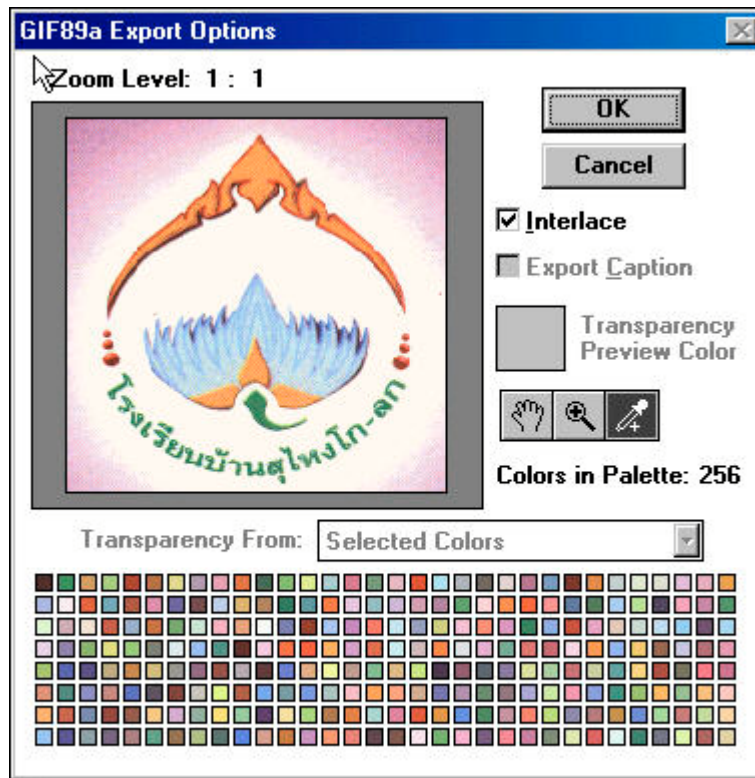 GIF89a Export Options
Zoom Level: 1 : 1
OK
Cancel
Interlace
Export Caption
Transparency
Preview Color
โรงเรียนบ้านสุไหงโก-ลก
Colors in Palette: 256
Transparency From: Selected Colors